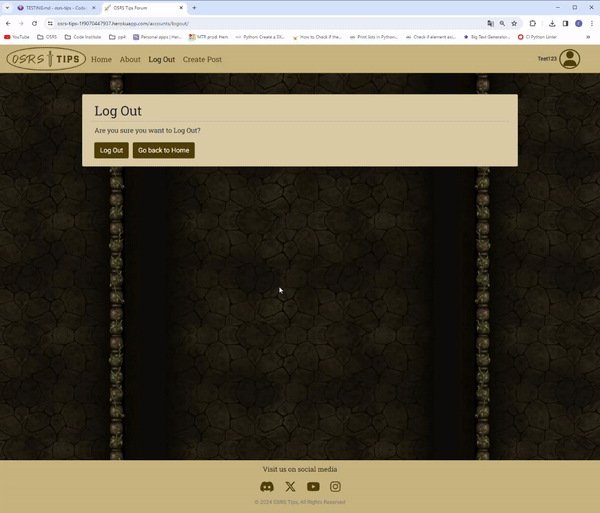 TESTING.md - osrs-tips - Code
OSRS Tips Forum
osrs-tips-1f9070447937.herokuapp.com/accounts/logout/
YouTube
OSRS
Code Institute
pp4
Personal apps | Her...
MTR prod: Hem
Python Create a SK...
How to Check if the...
Print lists in Python...
Check if element exi...
Big Text Generator...
CI Python Linter
OSRS TIPS
Home
About
Log Out
Create Post
Test123
Log Out
Are you sure you want to Log Out?
Log Out
Go back to Home
Visit us on social media
© 2024 OSRS Tips, All Rights Reserved